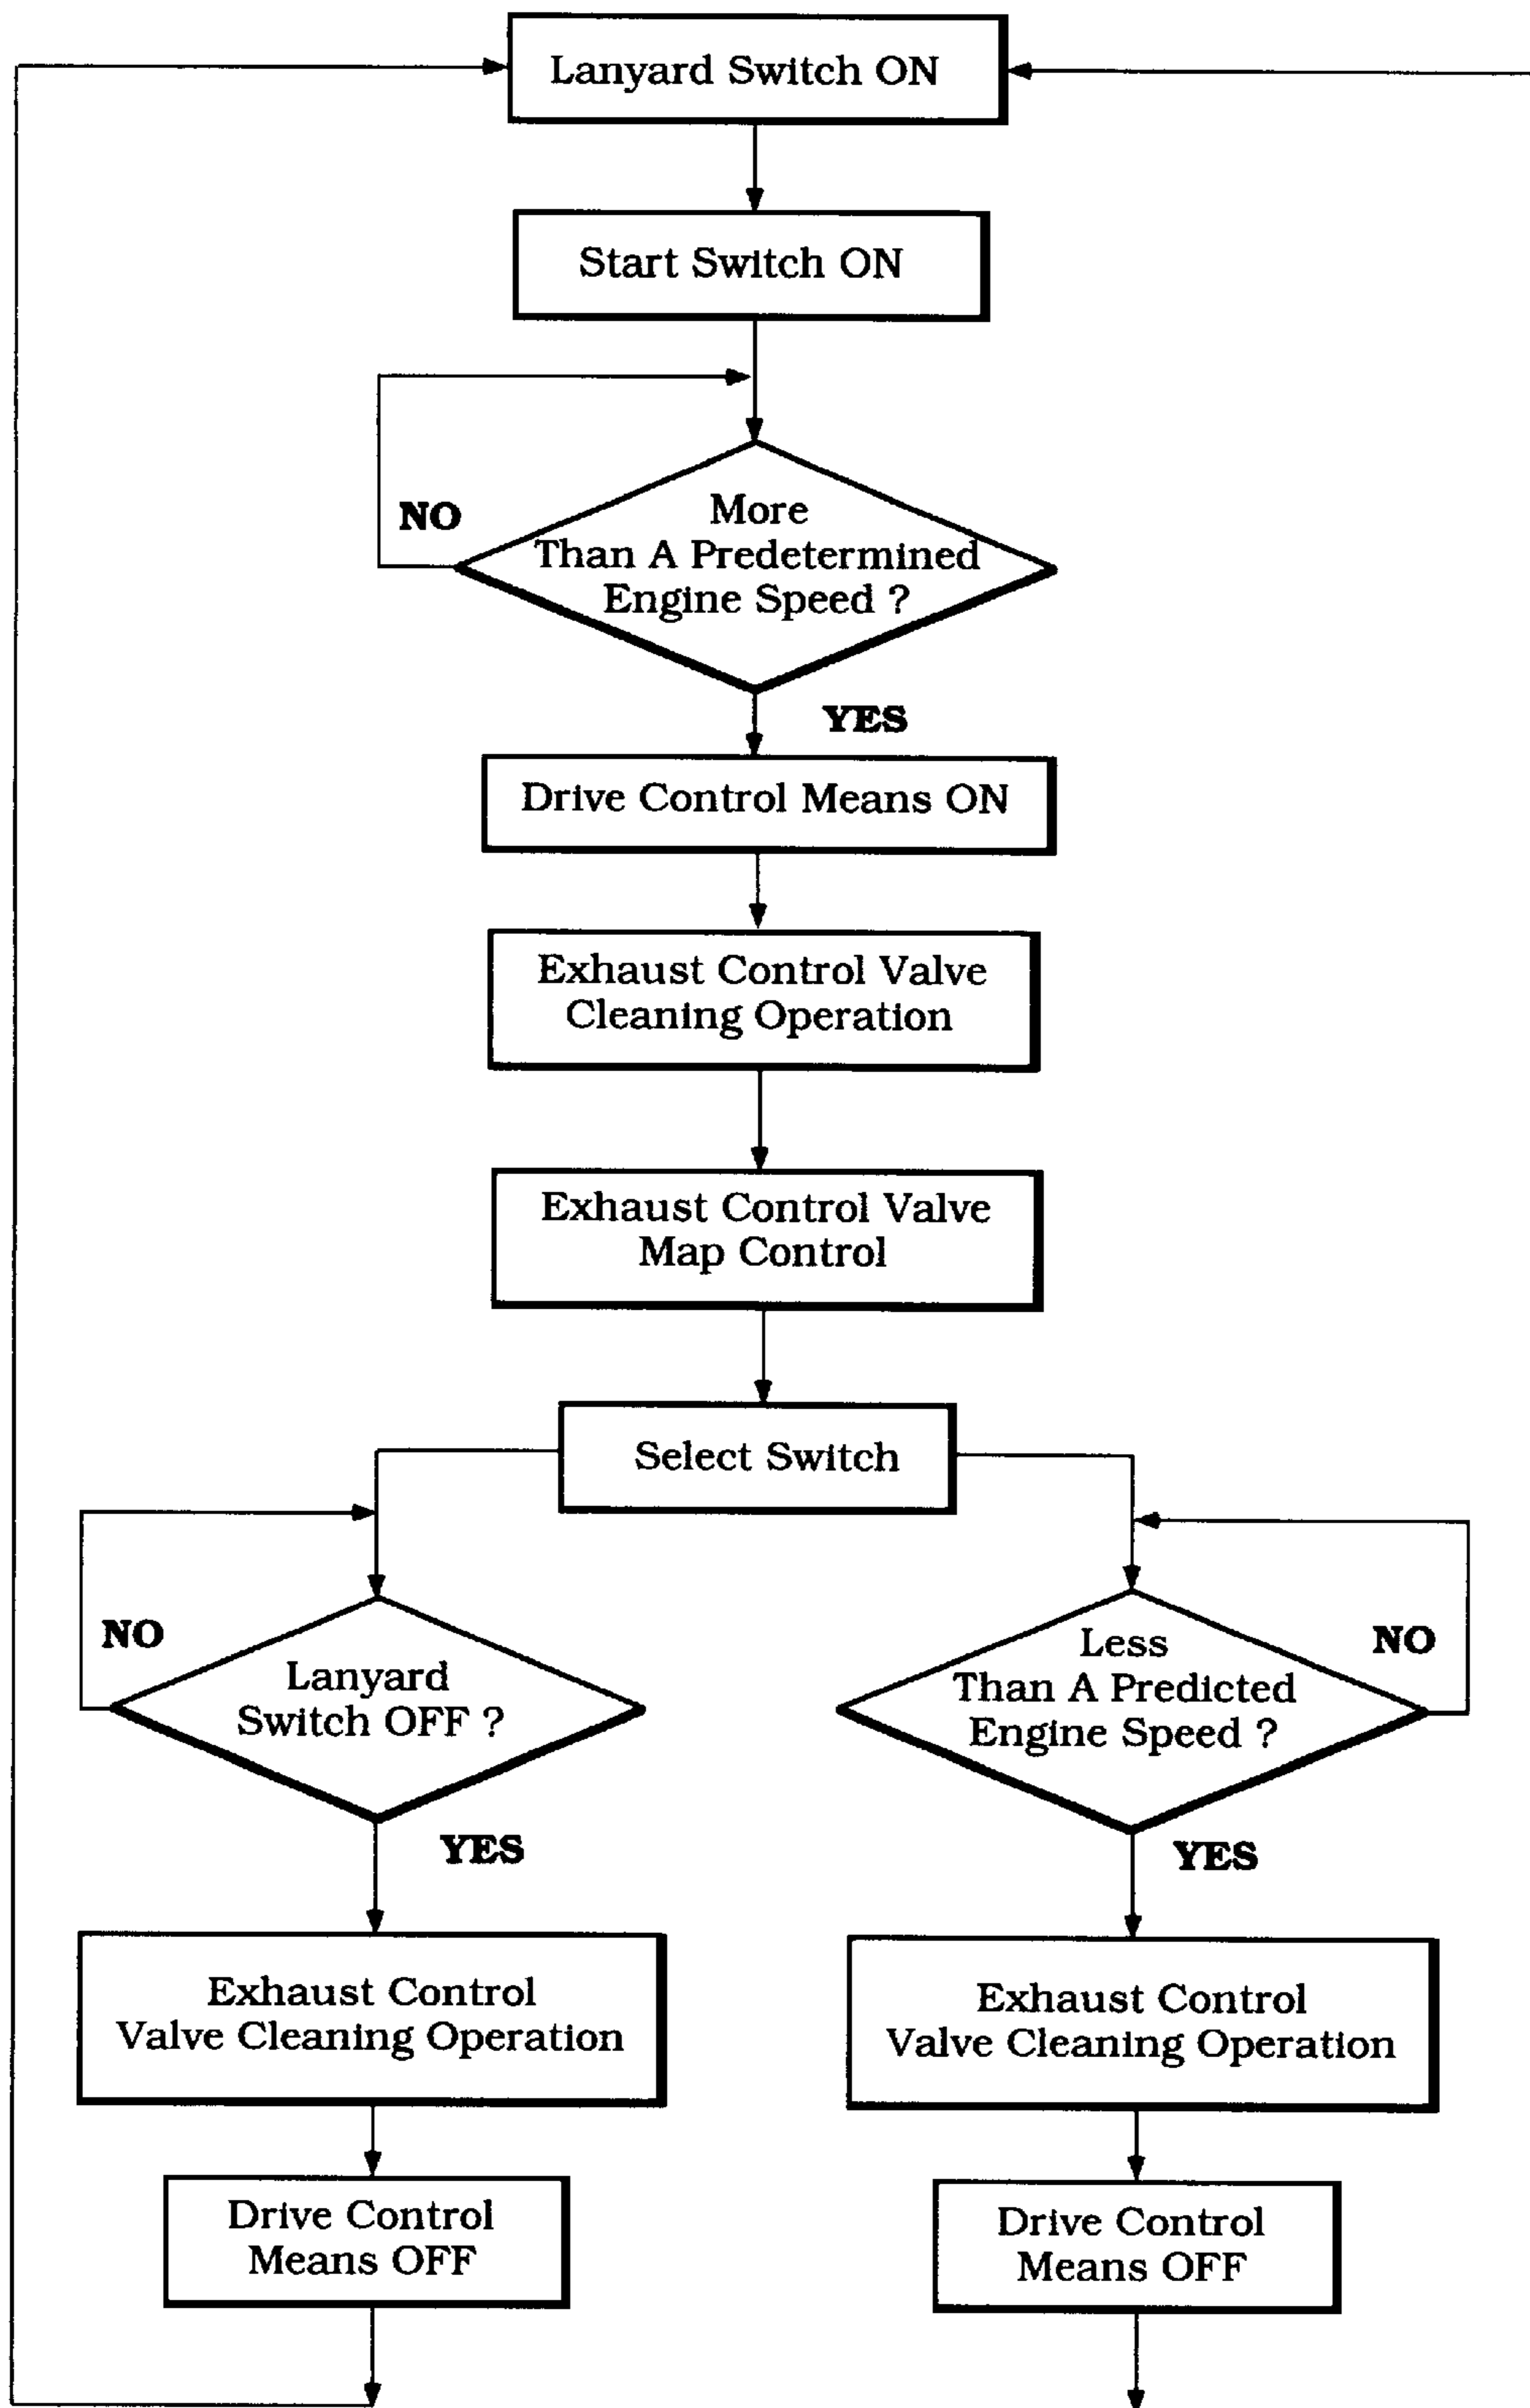 Lanyard Switch ON
Start Switch ON
NO
More
Than A Predetermined
Engine Speed ?
YES
Drive Control Means ON
Exhaust Control Valve
Cleaning Operation
Exhaust Control Valve
Map Control
Select Switch
NO
Lanyard
Switch OFF ?
YES
Exhaust Control
Valve Cleaning Operation
Drive Control
Means OFF
Less
Than A Predicted
Engine Speed ?
NO
YES
Exhaust Control
Valve Cleaning Operation
Drive Control
Means OFF